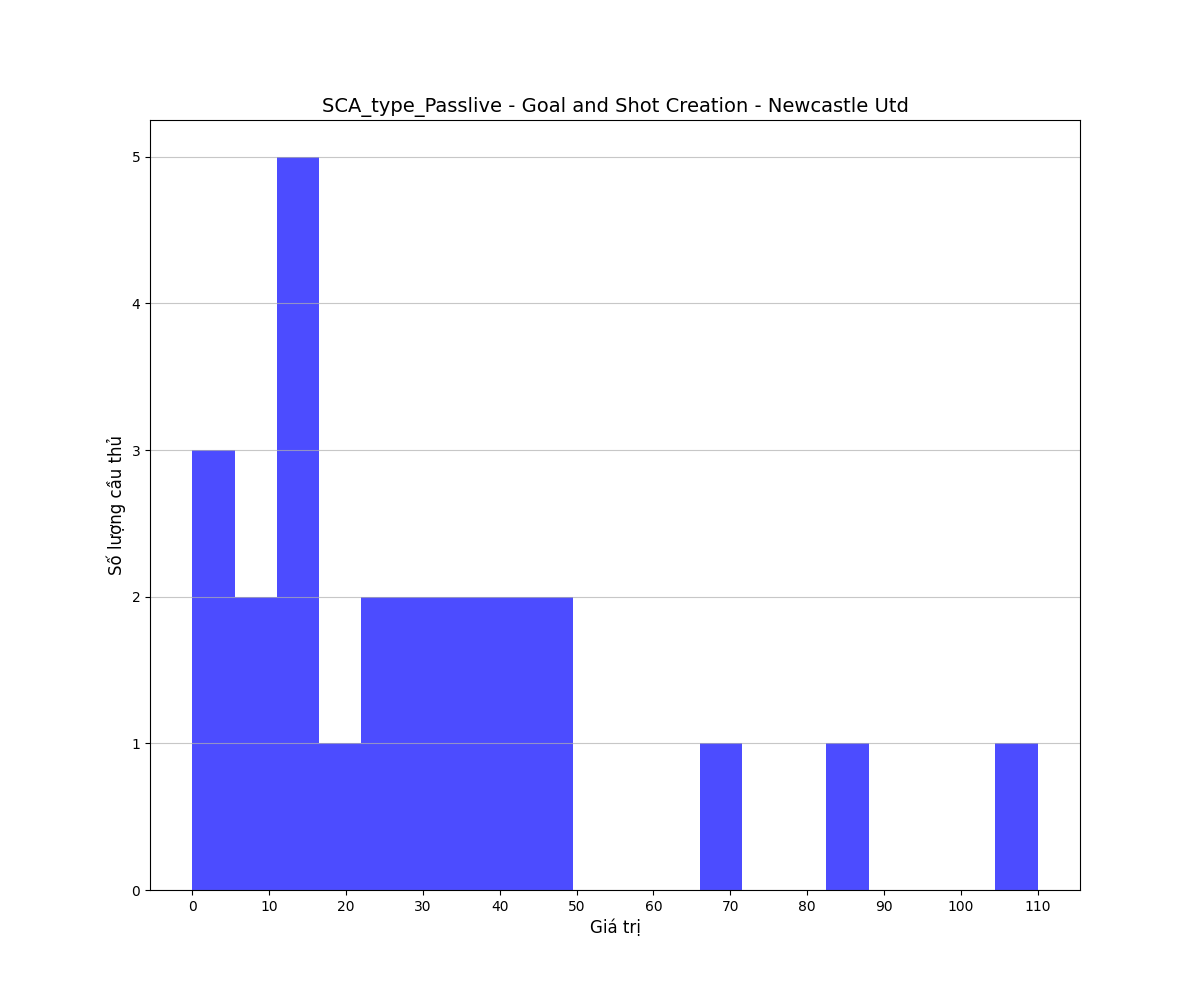 SCA_type_Passlive - Goal and Shot Creation - Newcastle Utd
5
4
3
2
1
0
Số lượng cầu thủ
0 10 20 30 40 50 60 70 80 90 100 110
Giá trị